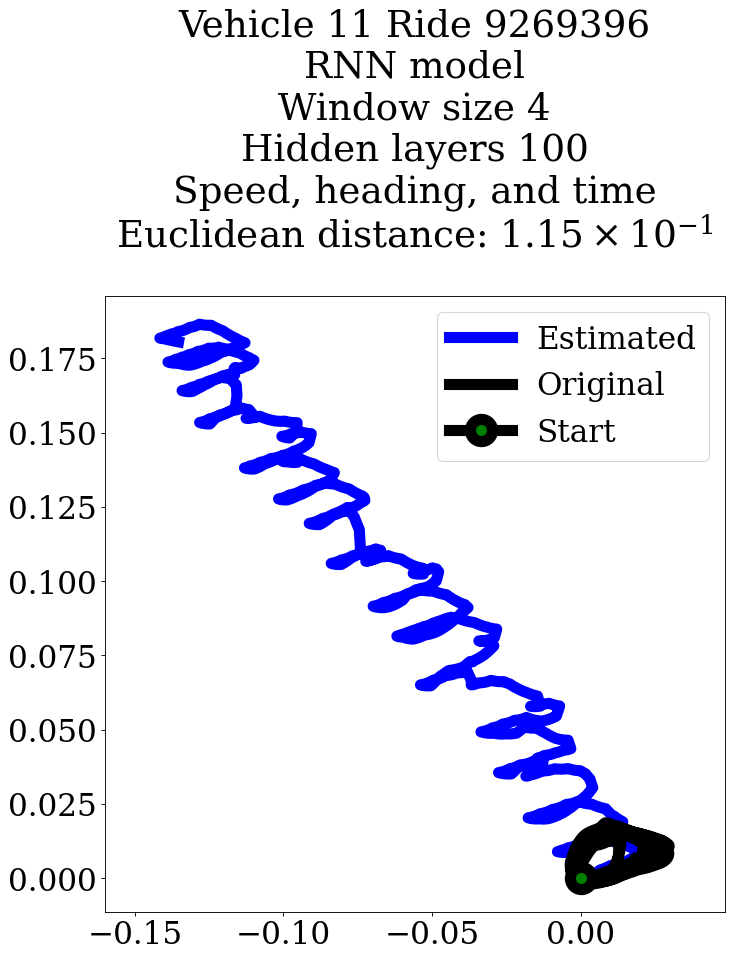 Vehicle 11 Ride 9269396
RNN model
Window size 4
Hidden layers 100
Speed, heading, and time
Euclidean distance: 1.15 × 10⁻¹
Estimated
Original
Start
0.175
0.150
0.125
0.100
0.075
0.050
0.025
0.000
−0.15 −0.10 −0.05 0.00